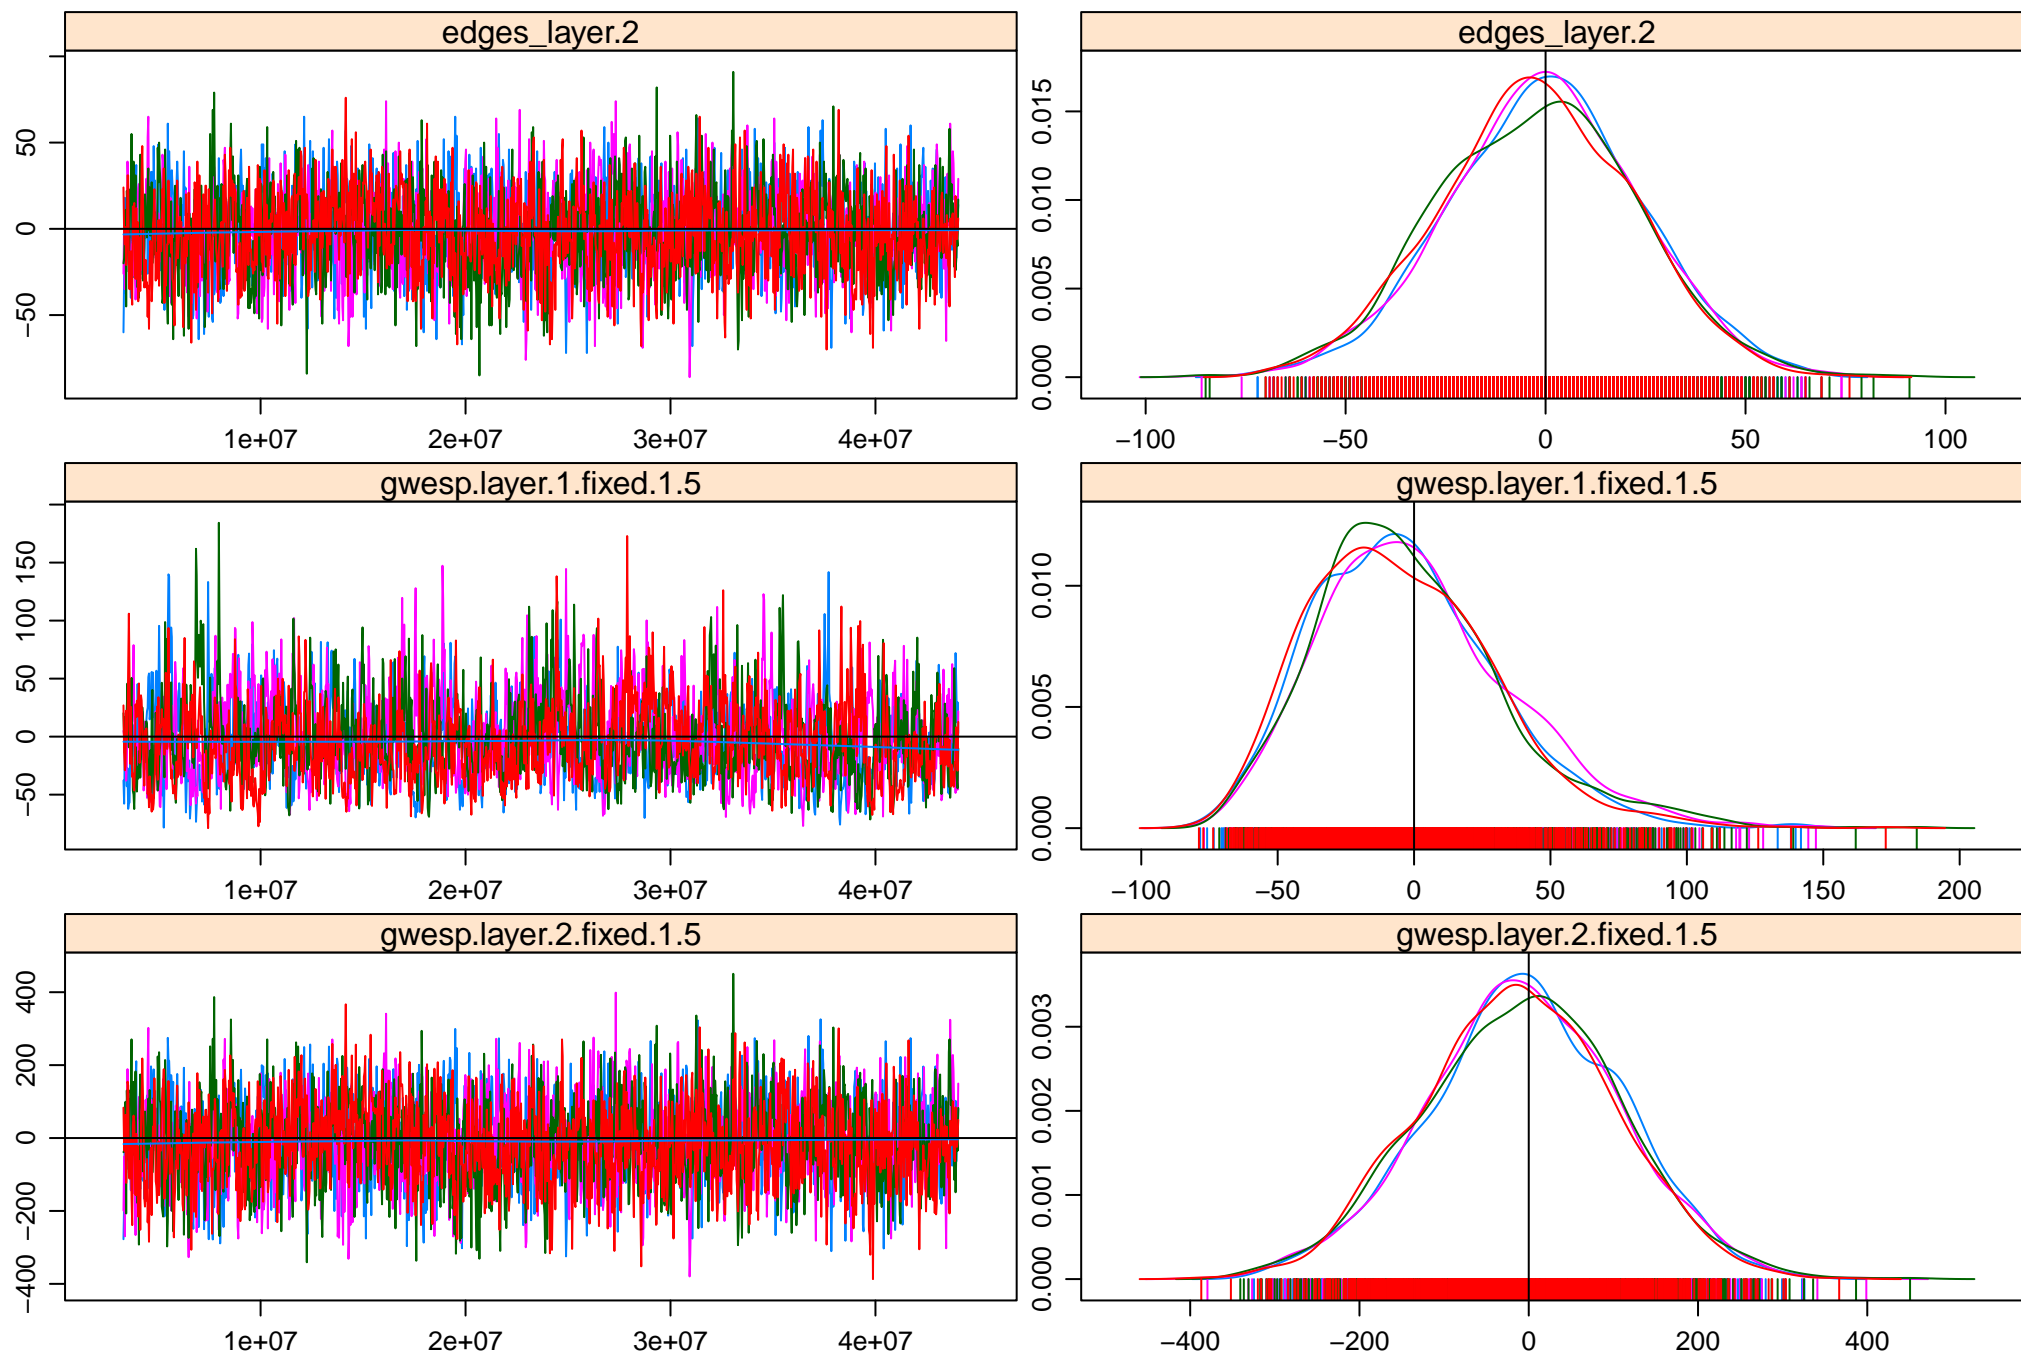 edges_layer.2
edges_layer.2
50
0
−50
1e+07 2e+07 3e+07 4e+07
0.015
0.010
0.005
0.000
−100 −50 0 50 100
gwesp.layer.1.fixed.1.5
gwesp.layer.1.fixed.1.5
150
100
50
0
−50
1e+07 2e+07 3e+07 4e+07
0.010
0.005
0.000
−100 −50 0 50 100 150 200
gwesp.layer.2.fixed.1.5
gwesp.layer.2.fixed.1.5
400
200
0
−200
−400
1e+07 2e+07 3e+07 4e+07
0.003
0.002
0.001
0.000
−400 −200 0 200 400